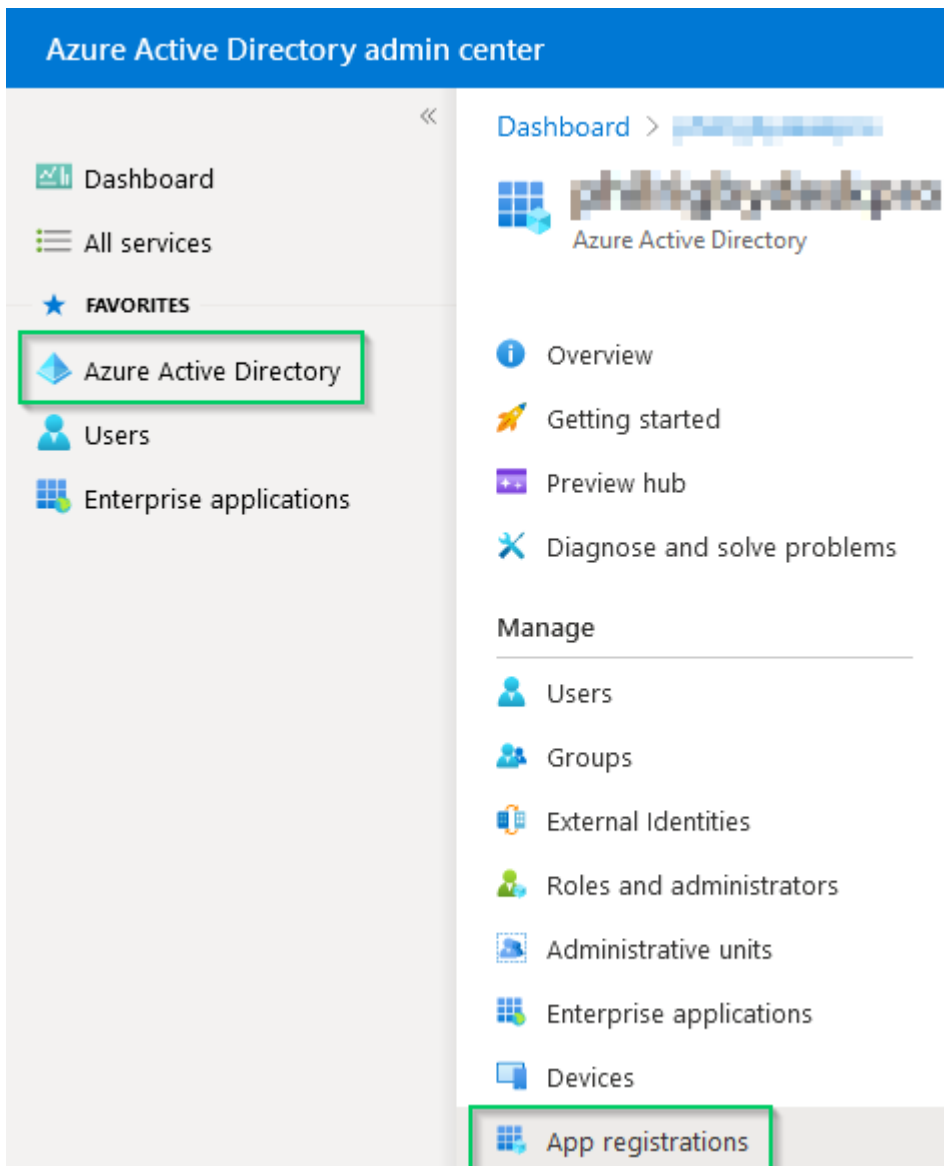 Azure Active Directory admin center
Dashboard
All services
FAVORITES
Azure Active Directory
Users
Enterprise applications
Dashboard >
Azure Active Directory
Overview
Getting started
Preview hub
Diagnose and solve problems
Manage
Users
Groups
External Identities
Roles and administrators
Administrative units
Enterprise applications
Devices
App registrations